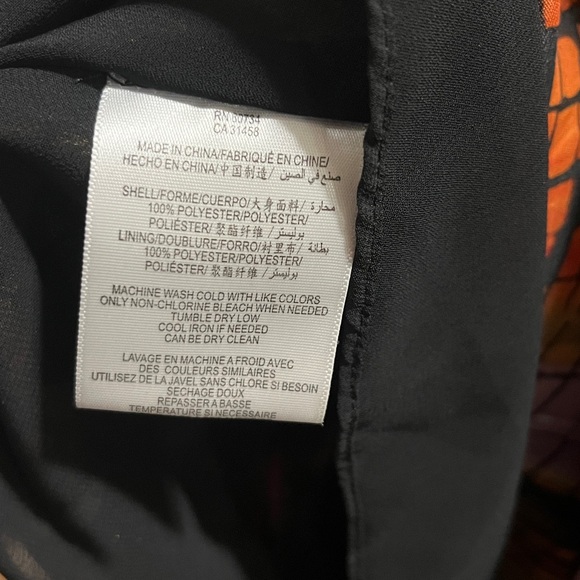 RN 80734
CA 31458
MADE IN CHINA/FABRIQUÉ EN CHINE/
HECHO EN CHINA/中国制造/ صنع في الصين
SHELL/FORME/CUERPO/大身面料/ محارة/
100% POLYESTER/POLYESTER/
POLIÉSTER/ 聚酯纤维 / بوليستر/
LINING/DOUBLURE/FORRO/村里布/ بطانة/
100% POLYESTER/POLYESTER/
POLIÉSTER/ 聚酯纤维 / بوليستر/
MACHINE WASH COLD WITH LIKE COLORS
ONLY NON-CHLORINE BLEACH WHEN NEEDED
TUMBLE DRY LOW
COOL IRON IF NEEDED
CAN BE DRY CLEAN
LAVAGE EN MACHINE A FROID AVEC
DES COULEURS SIMILAIRES
UTILISEZ DE LA JAVEL SANS CHLORE SI BESOIN
SECHAGE DOUX
REPASSER A BASSE
TEMPERATURE SI NECESSAIRE